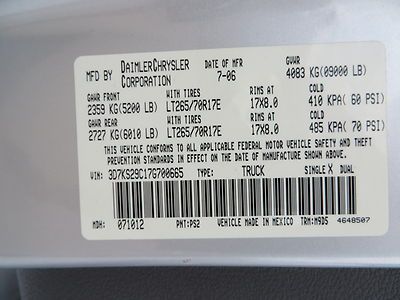 MFD BY DAIMLERCHRYSLER CORPORATION DATE OF MFR 7-06 GVWR 4083 KG(09000 LB)
GAWR FRONT WITH TIRES RIMS AT COLD
2359 KG(5200 LB) LT265/70R17E 17X8.0 410 KPA( 60 PSI)
GAWR REAR WITH TIRES RIMS AT COLD
2727 KG(6010 LB) LT265/70R17E 17X8.0 485 KPA( 70 PSI)
THIS VEHICLE CONFORMS TO ALL APPLICABLE FEDERAL MOTOR VEHICLE SAFETY AND
THEFT PREVENTION STANDARDS IN EFFECT ON THE DATE OF MANUFACTURE SHOWN ABOVE.
VIN: 3D7KS29C17G700665 TYPE: TRUCK SINGLE X DUAL
MDH: 071012 PNT: PS2 VEHICLE MADE IN MEXICO TRM: M9D5 4648507